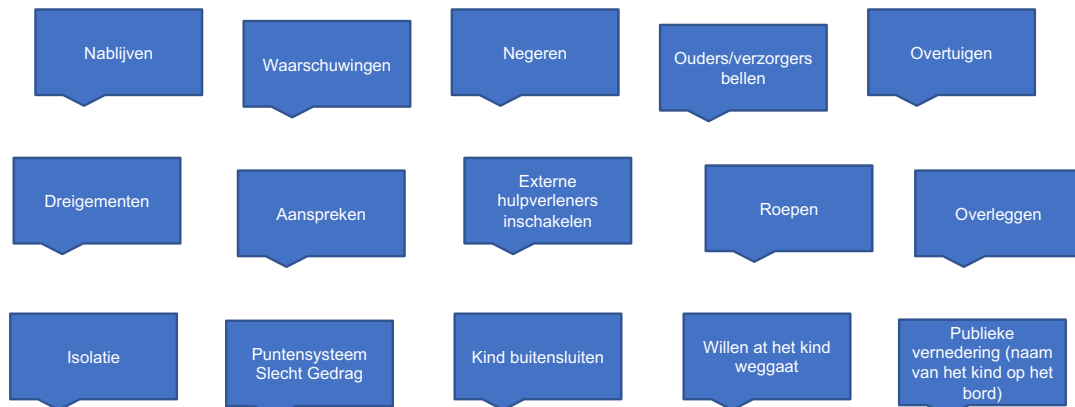 Nablijven
Waarschuwingen
Negeren
Ouders/verzorgers
bellen
Overtuigen
Dreigementen
Aanspreken
Externe
hulpverleners
inschakelen
Roepen
Overleggen
Isolatie
Puntensysteem
Slecht Gedrag
Kind buitensluiten
Willen at het kind
weggaat
Publieke
vernedering (naam
van het kind op het
bord)